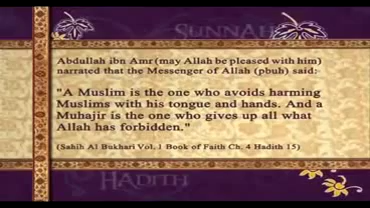 SUNNAH
Abdullah ibn Amr (may Allah be pleased with him)
narrated that the Messenger of Allah (pbuh) said:
"A Muslim is the one who avoids harming
Muslims with his tongue and hands. And a
Muhajir is the one who gives up all what
Allah has forbidden."
(Sahih Al Bukhari Vol. 1 Book of Faith Ch. 4 Hadith 15)
HADITH